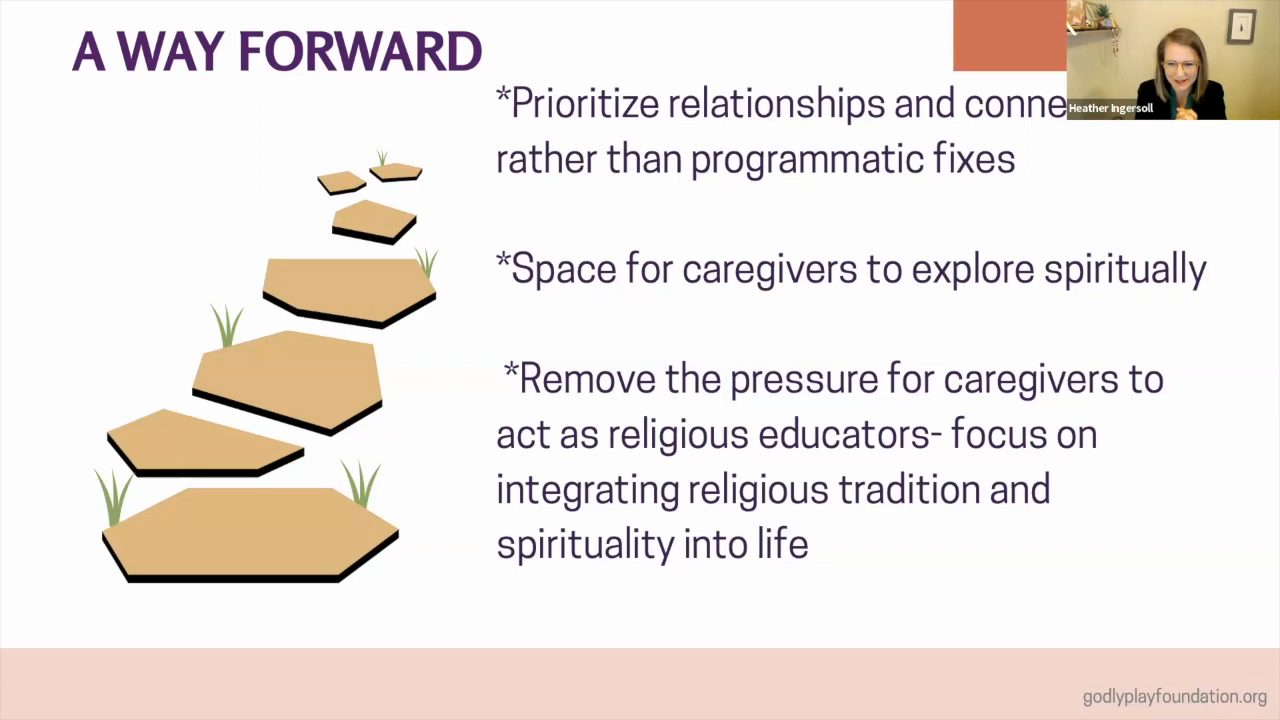 A WAY FORWARD
*Prioritize relationships and conne
rather than programmatic fixes
*Space for caregivers to explore spiritually
*Remove the pressure for caregivers to
act as religious educators- focus on
integrating religious tradition and
spirituality into life
Heather Ingersoll
godlyplayfoundation.org